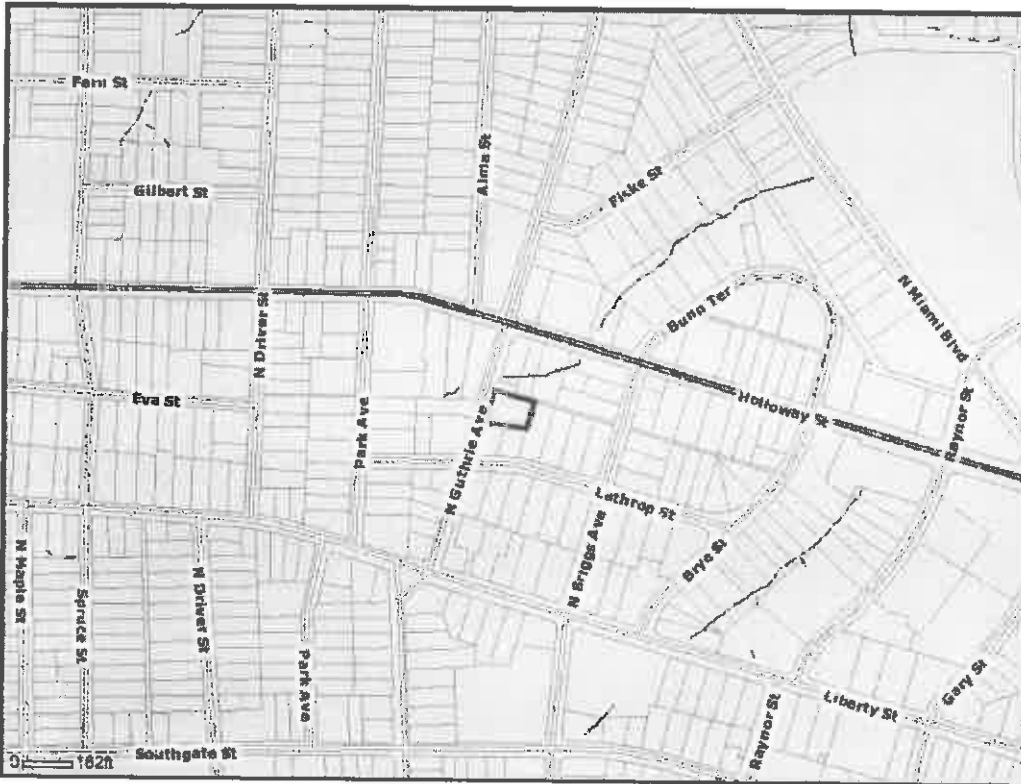 Fern St
Gilbert St
Alma St
Fiske St
N Driver St
Buno Ter
N Miami Blvd
Holloway St
Raynor St
Eva St
Park Ave
N Guthrie Ave
Lathrop St
N Briggs Ave
Brye St
N Maple St
Spruce St
N Driver St
Park Ave
Raynor St
Liberty St
Gary St
Southgate St
0 162ft